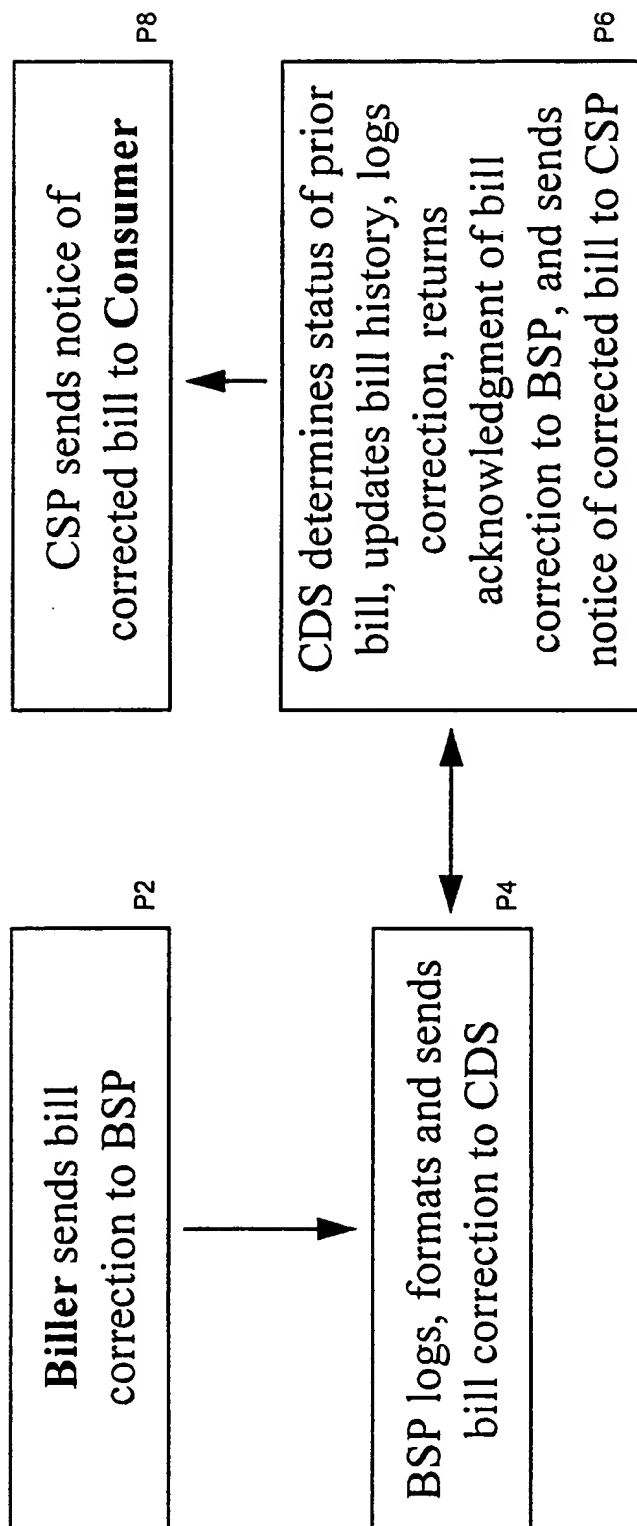 Biller sends bill
correction to BSP
P2
BSP logs, formats and sends
bill correction to CDS
P4
CDS determines status of prior
bill, updates bill history, logs
correction, returns
acknowledgment of bill
correction to BSP, and sends
notice of corrected bill to CSP
P6
CSP sends notice of
corrected bill to Consumer
P8